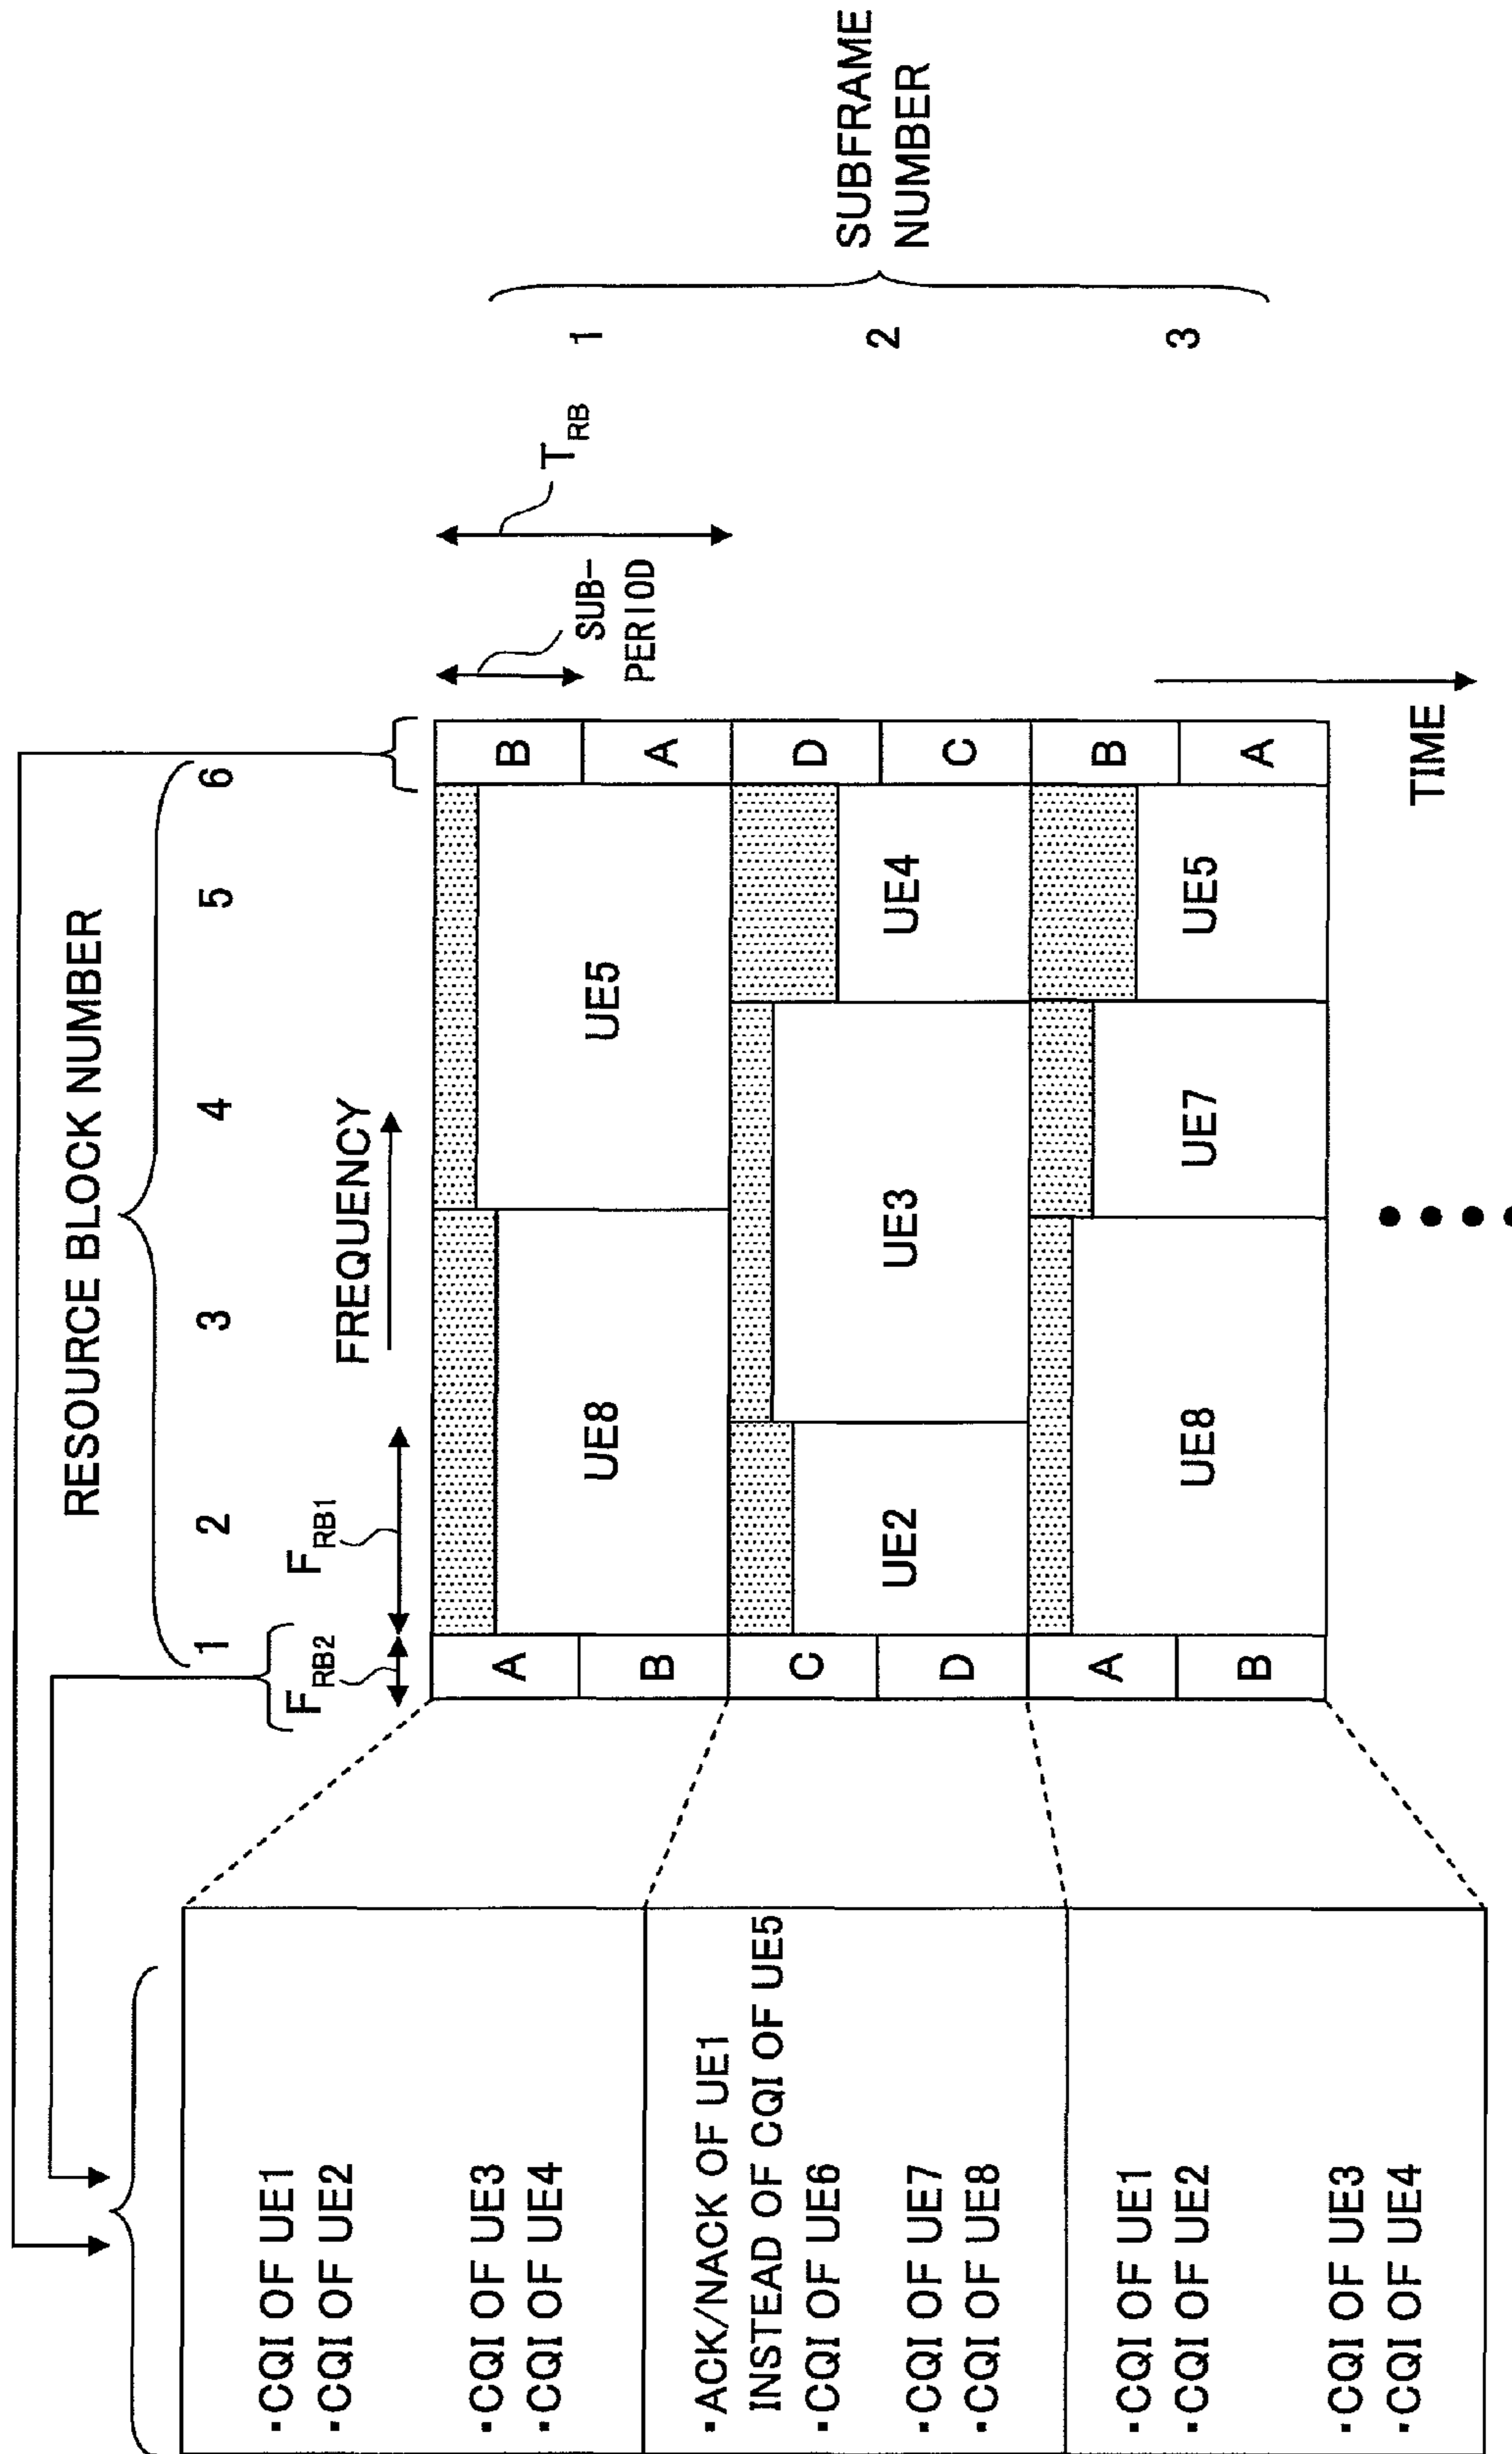 RESOURCE BLOCK NUMBER
1 2 3 4 5 6
FREQUENCY
F_RB2
F_RB1
SUB-
PERIOD
T_RB
SUBFRAME
NUMBER
1
2
3
TIME
A
B
C
D
A
B
UE8
UE5
UE2
UE3
UE4
UE8
UE7
UE5
B
A
D
C
B
A
・CQI OF UE1
・CQI OF UE2
・CQI OF UE3
・CQI OF UE4
・ACK/NACK OF UE1
INSTEAD OF CQI OF UE5
・CQI OF UE6
・CQI OF UE7
・CQI OF UE8
・CQI OF UE1
・CQI OF UE2
・CQI OF UE3
・CQI OF UE4